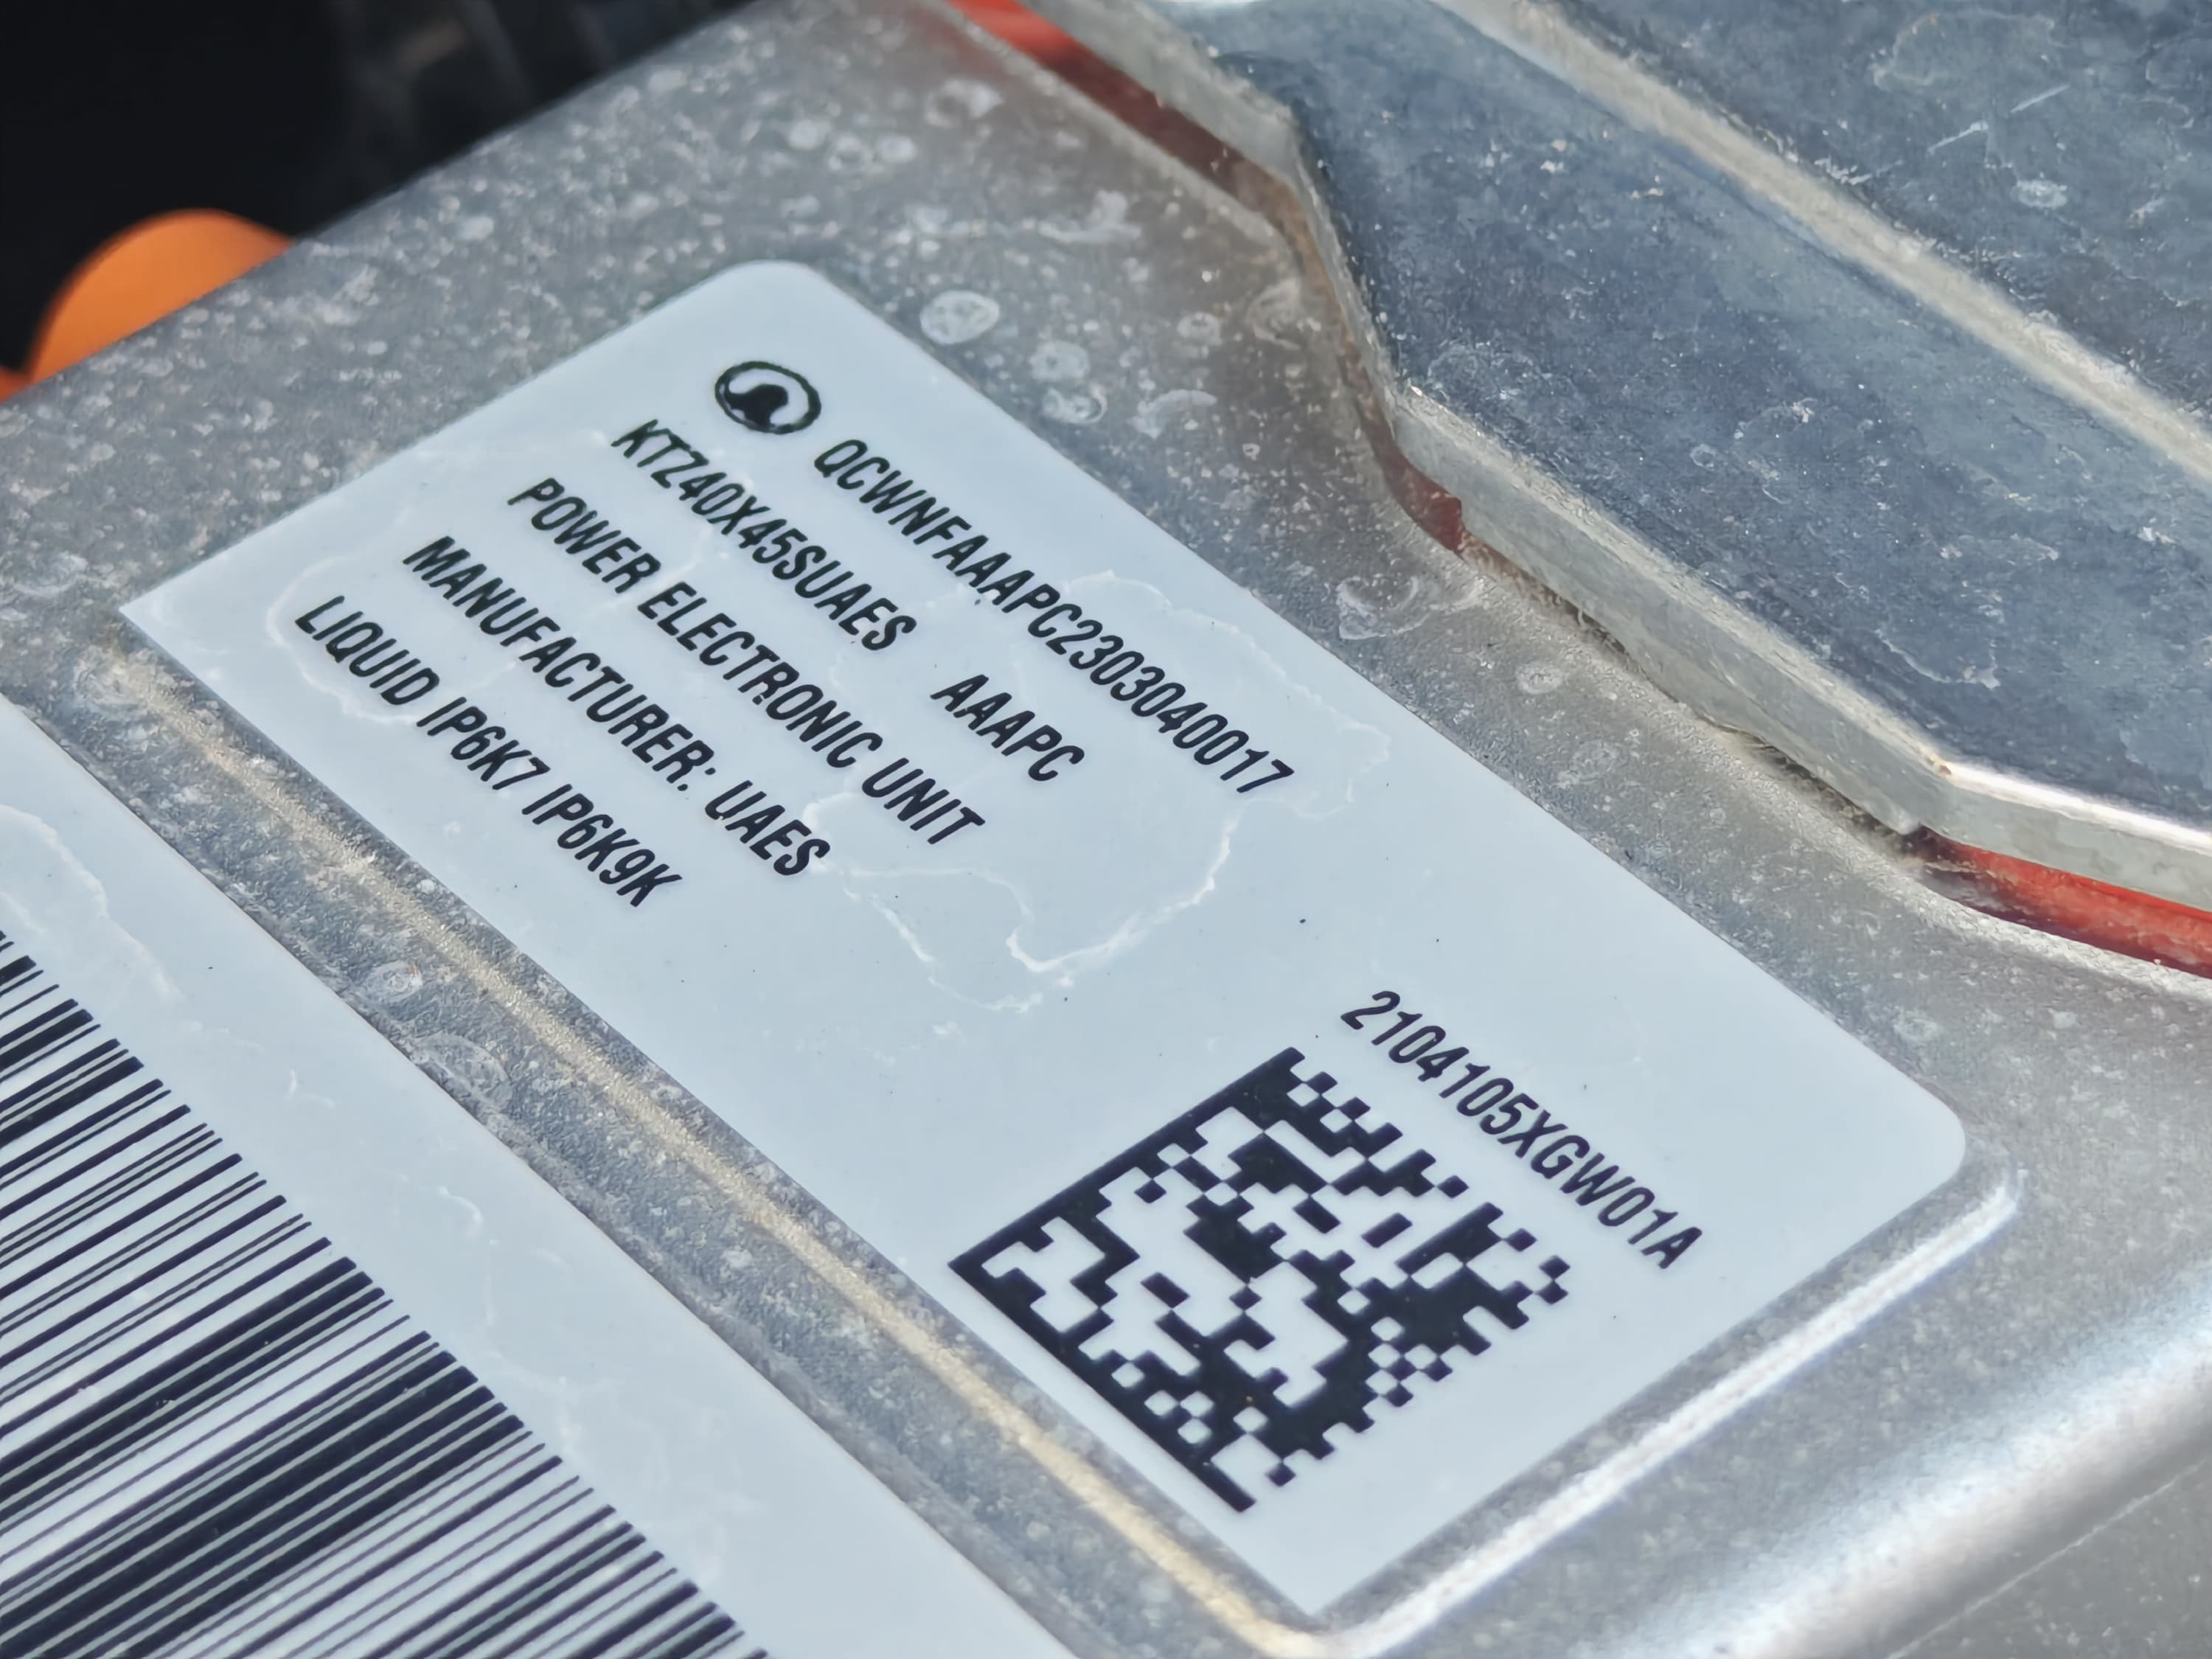 QCWNFAAAPC2303040017
KTZ40X45SUAES AAAPC
POWER ELECTRONIC UNIT
MANUFACTURER: UAES
LIQUID IP6K7 IP6K9K
2104105XGW01A